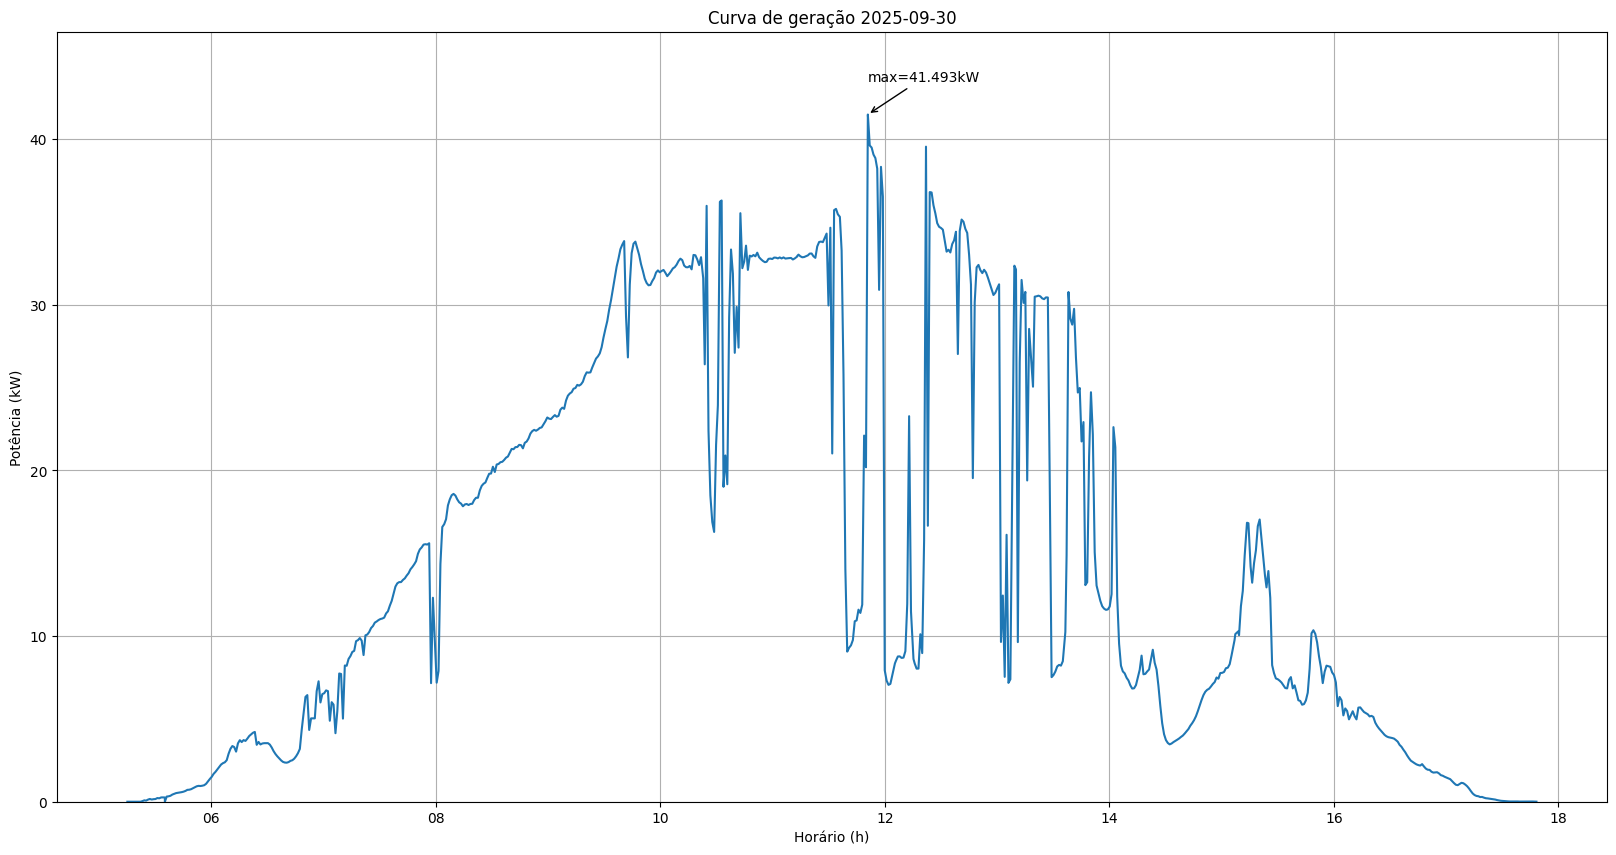 Curva de geração 2025-09-30
max=41.493kW
Potência (kW)
40
30
20
10
0
06 08 10 12 14 16 18
Horário (h)